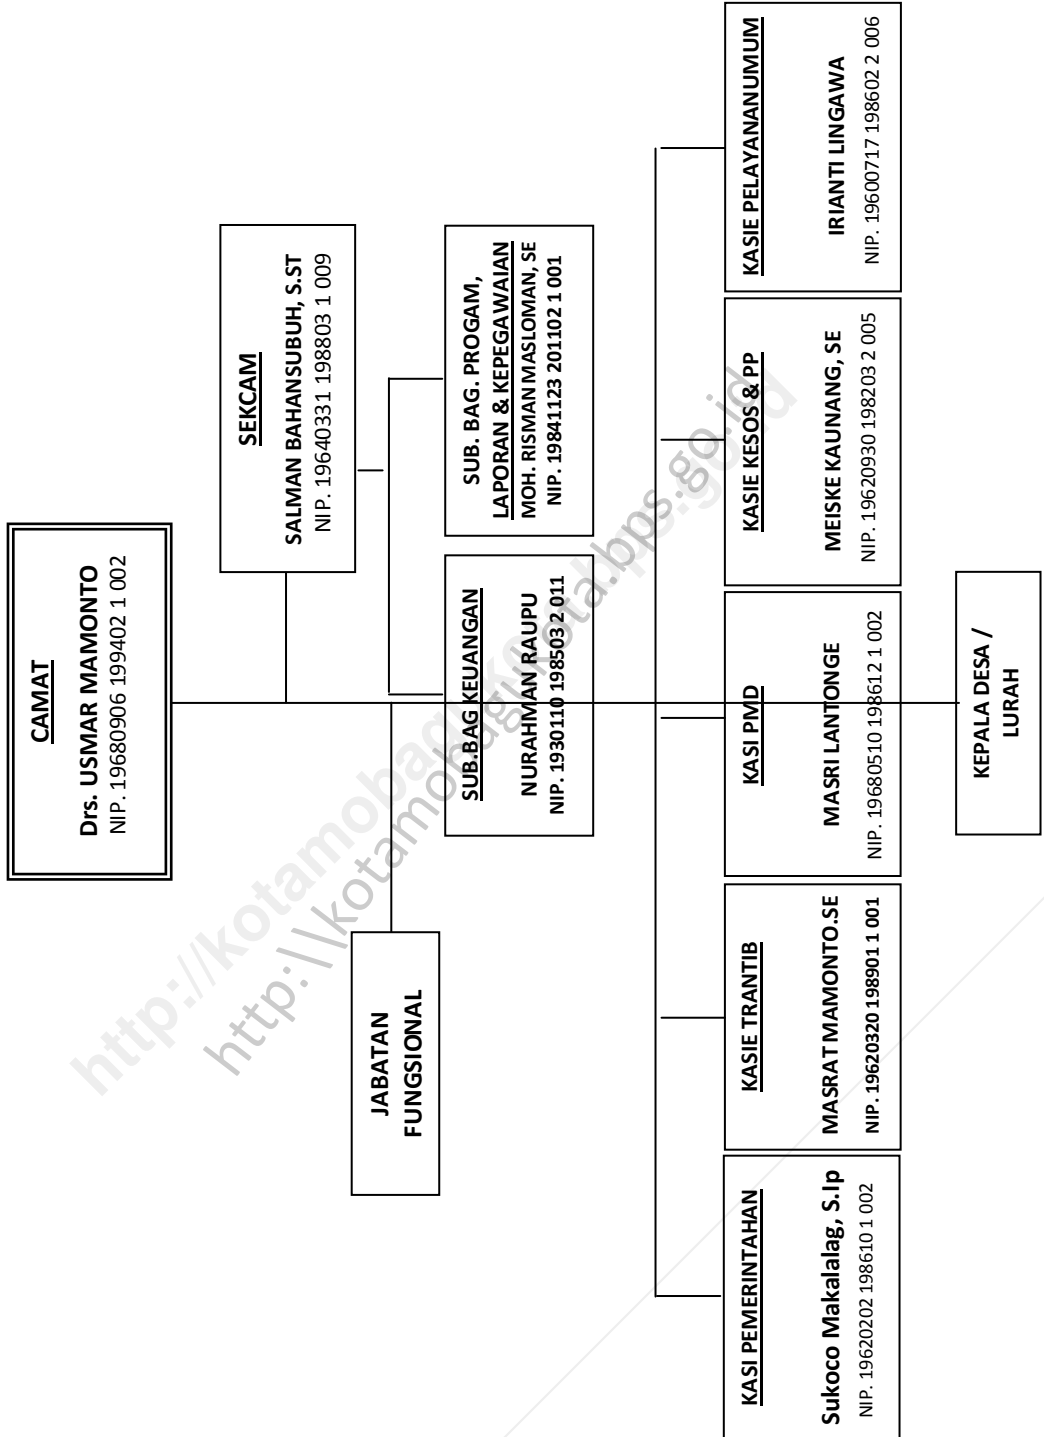 CAMAT
Drs. USMAR MAMONTO
NIP. 19680906 199402 1 002
SEKCAM
SALMAN BAHANSUBUH, S.ST
NIP. 19640331 198803 1 009
JABATAN
FUNGSIONAL
SUB.BAG KEUANGAN
NURAHMAN RAUPU
NIP. 1930110 198503 2 011
SUB. BAG. PROGAM,
LAPORAN & KEPEGAWAIAN
MOH. RISMAN MASLOMAN, SE
NIP. 19841123 201102 1 001
KASI PEMERINTAHAN
Sukoco Makalalag, S.Ip
NIP. 19620202 198610 1 002
KASIE TRANTIB
MASRAT MAMONTO.SE
NIP. 19620320 198901 1 001
KASI PMD
MASRI LANTONGE
NIP. 19680510 198612 1 002
KASIE KESOS & PP
MEISKE KAUNANG, SE
NIP. 19620930 198203 2 005
KASIE PELAYANANUMUM
IRIANTI LINGAWA
NIP. 19600717 198602 2 006
KEPALA DESA /
LURAH
http:\\kotamobagukota.bps.go.id